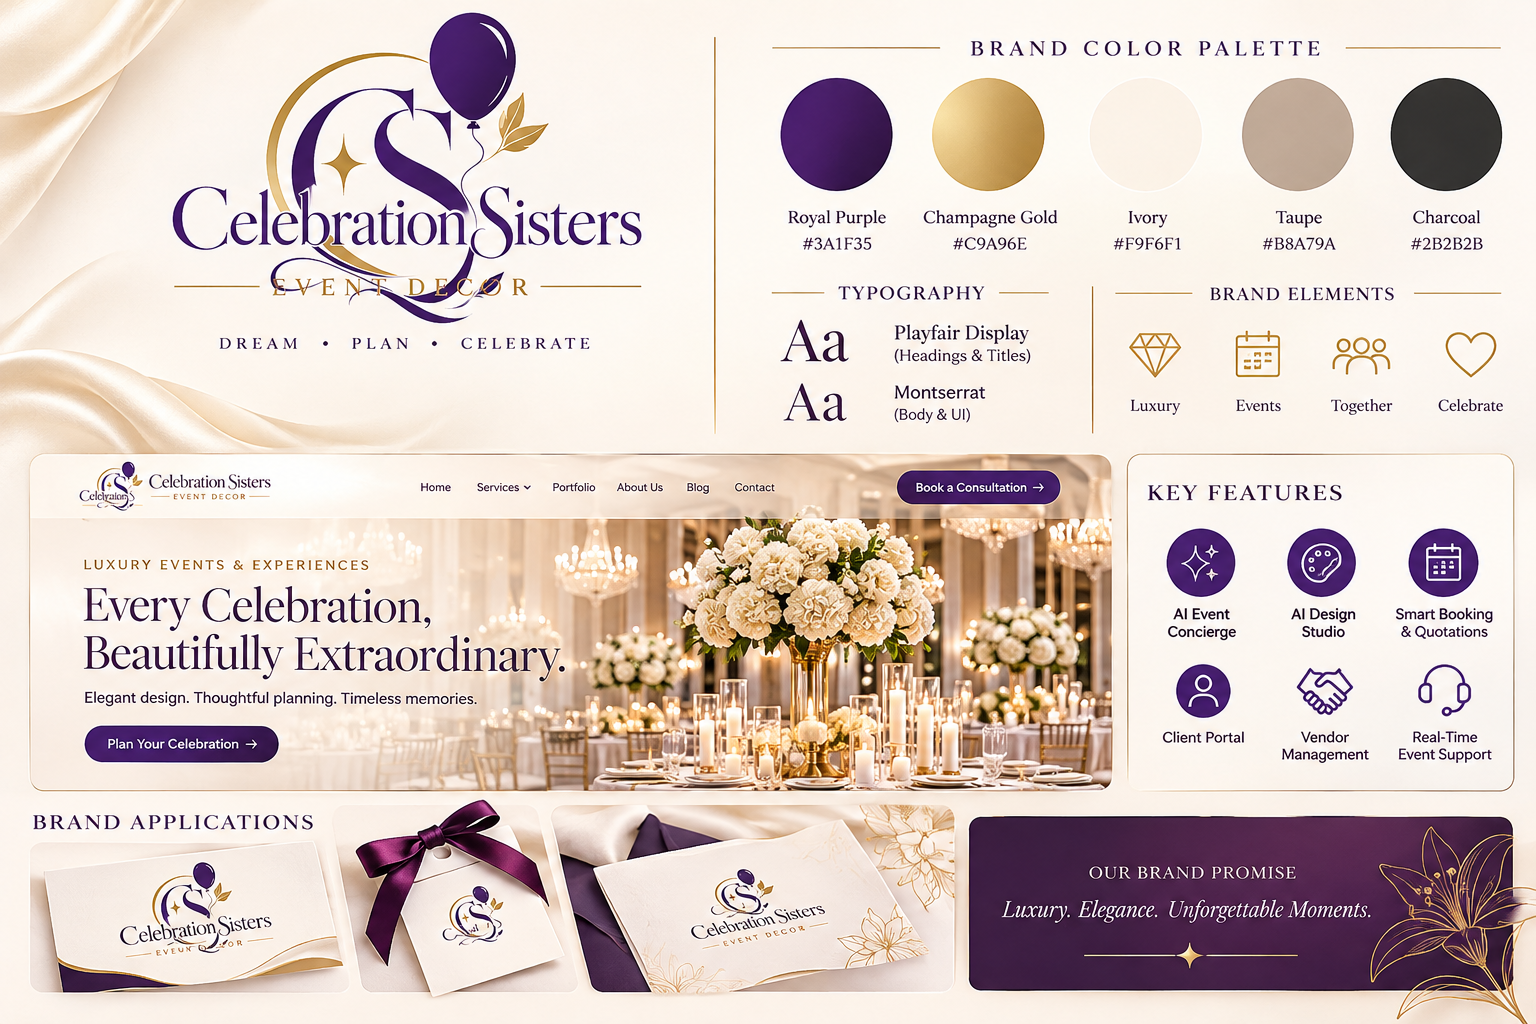 CS
Celebration Sisters
EVENT DECOR
DREAM • PLAN • CELEBRATE
BRAND COLOR PALETTE
Royal Purple
#3A1F35
Champagne Gold
#C9A96E
Ivory
#F9F6F1
Taupe
#B8A79A
Charcoal
#2B2B2B
TYPOGRAPHY
Aa
Playfair Display
(Headings & Titles)
Aa
Montserrat
(Body & UI)
BRAND ELEMENTS
Luxury
Events
Together
Celebrate
CS
Celebration Sisters
EVENT DECOR
Home
Services
Portfolio
About Us
Blog
Contact
Book a Consultation →
LUXURY EVENTS & EXPERIENCES
Every Celebration,
Beautifully Extraordinary.
Elegant design. Thoughtful planning. Timeless memories.
Plan Your Celebration →
KEY FEATURES
AI Event
Concierge
AI Design
Studio
Smart Booking
& Quotations
Client Portal
Vendor
Management
Real-Time
Event Support
BRAND APPLICATIONS
CS
Celebration Sisters
CS
CS
Celebration Sisters
EVENT DECOR
OUR BRAND PROMISE
Luxury. Elegance. Unforgettable Moments.